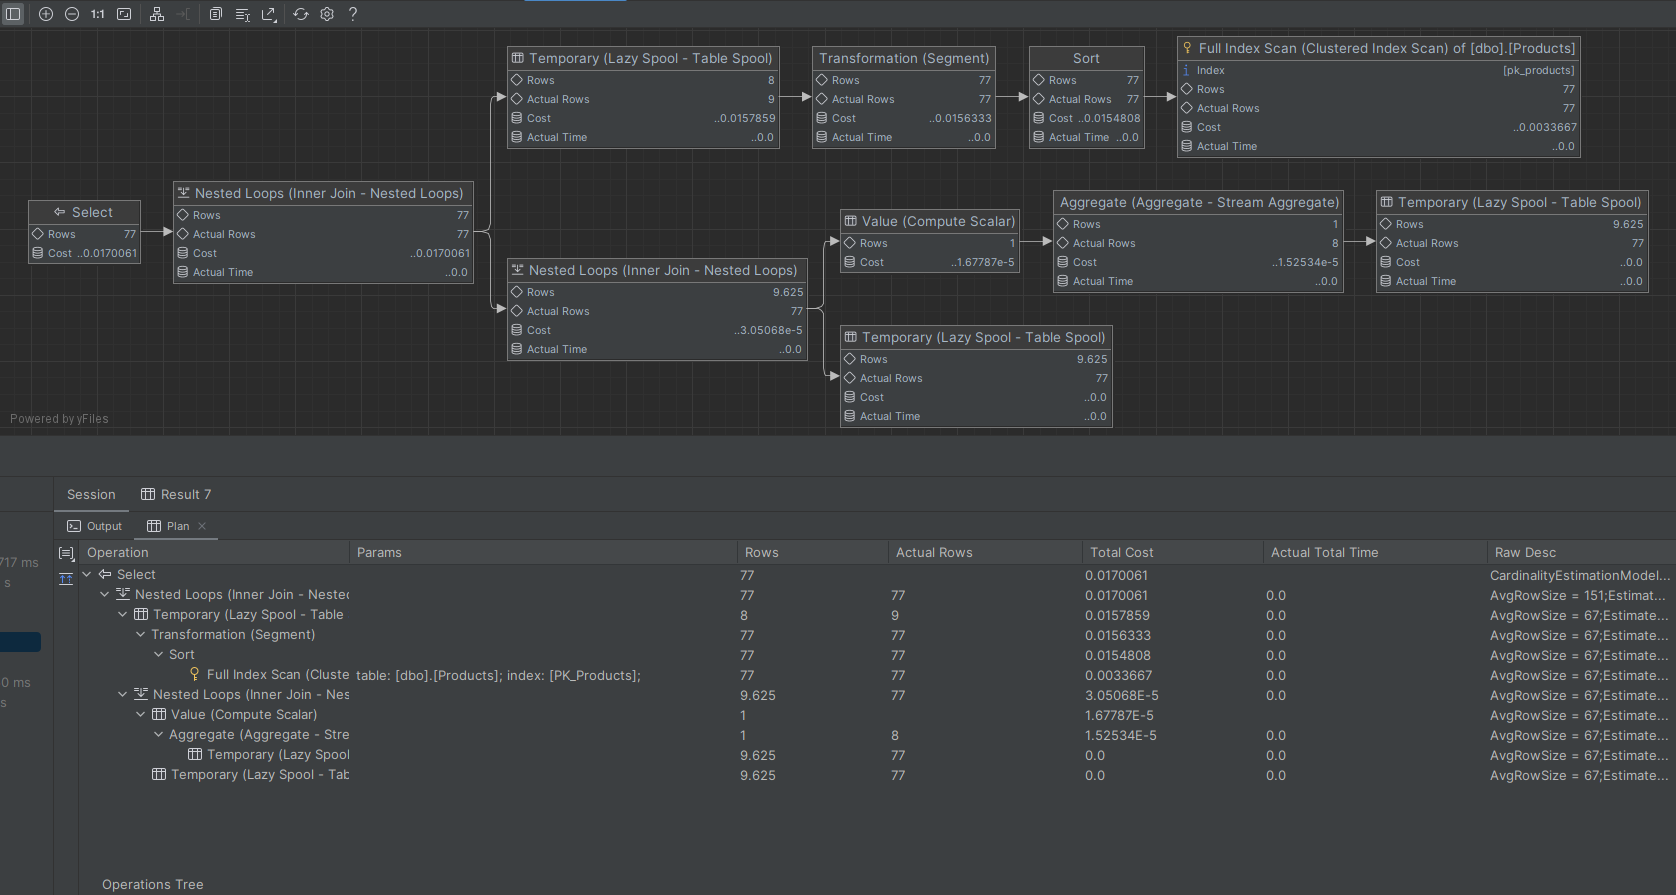 1:1
Temporary (Lazy Spool - Table Spool)
Rows 8
Actual Rows 9
Cost ..0.0157859
Actual Time ..0.0
Transformation (Segment)
Rows 77
Actual Rows 77
Cost ..0.0156333
Actual Time ..0.0
Sort
Rows 77
Actual Rows 77
Cost ..0.0154808
Actual Time ..0.0
Full Index Scan (Clustered Index Scan) of [dbo].[Products]
Index [pk_products]
Rows 77
Actual Rows 77
Cost ..0.0033667
Actual Time ..0.0
Select
Rows 77
Cost ..0.0170061
Nested Loops (Inner Join - Nested Loops)
Rows 77
Actual Rows 77
Cost ..0.0170061
Actual Time ..0.0
Nested Loops (Inner Join - Nested Loops)
Rows 9.625
Actual Rows 77
Cost ..3.05068e-5
Actual Time ..0.0
Value (Compute Scalar)
Rows 1
Cost ..1.67787e-5
Aggregate (Aggregate - Stream Aggregate)
Rows 1
Actual Rows 8
Cost ..1.52534e-5
Actual Time ..0.0
Temporary (Lazy Spool - Table Spool)
Rows 9.625
Actual Rows 77
Cost ..0.0
Actual Time ..0.0
Temporary (Lazy Spool - Table Spool)
Rows 9.625
Actual Rows 77
Cost ..0.0
Actual Time ..0.0
Powered by yFiles
Session Result 7
Output Plan
717 ms
s
0 ms
s
Operation Params Rows Actual Rows Total Cost Actual Total Time Raw Desc
Select 77 0.0170061 CardinalityEstimationModel...
Nested Loops (Inner Join - Nested 77 77 0.0170061 0.0 AvgRowSize = 151;Estimat...
Temporary (Lazy Spool - Table 8 9 0.0157859 0.0 AvgRowSize = 67;Estimate...
Transformation (Segment) 77 77 0.0156333 0.0 AvgRowSize = 67;Estimate...
Sort 77 77 0.0154808 0.0 AvgRowSize = 67;Estimate...
Full Index Scan (Cluste table: [dbo].[Products]; index: [PK_Products]; 77 77 0.0033667 0.0 AvgRowSize = 67;Estimate...
Nested Loops (Inner Join - Nes 9.625 77 3.05068E-5 0.0 AvgRowSize = 67;Estimate...
Value (Compute Scalar) 1 1.67787E-5 AvgRowSize = 67;Estimate...
Aggregate (Aggregate - Stre 1 8 1.52534E-5 0.0 AvgRowSize = 67;Estimate...
Temporary (Lazy Spool 9.625 77 0.0 0.0 AvgRowSize = 67;Estimate...
Temporary (Lazy Spool - Tab 9.625 77 0.0 0.0 AvgRowSize = 67;Estimate...
Operations Tree